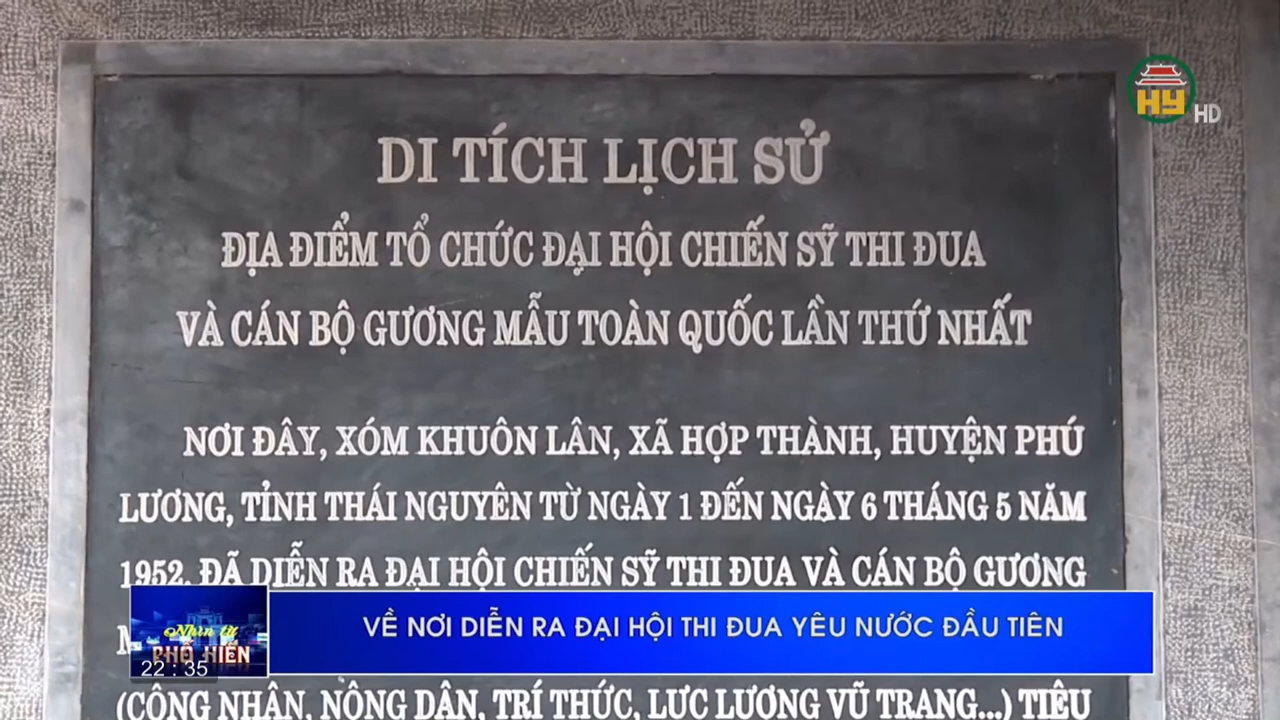 HY HD
DI TÍCH LỊCH SỬ
ĐỊA ĐIỂM TỔ CHỨC ĐẠI HỘI CHIẾN SỸ THI ĐUA
VÀ CÁN BỘ GƯƠNG MẪU TOÀN QUỐC LẦN THỨ NHẤT
NƠI ĐÂY, XÓM KHUÔN LÂN, XÃ HỢP THÀNH, HUYỆN PHÚ
LƯƠNG, TỈNH THÁI NGUYÊN TỪ NGÀY 1 ĐẾN NGÀY 6 THÁNG 5 NĂM
1952, ĐÃ DIỄN RA ĐẠI HỘI CHIẾN SỸ THI ĐUA VÀ CÁN BỘ GƯƠNG
Nhìn từ
PHỐ HIẾN
22 : 35
VỀ NƠI DIỄN RA ĐẠI HỘI THI ĐUA YÊU NƯỚC ĐẦU TIÊN
(CÔNG NHÂN, NÔNG DÂN, TRÍ THỨC, LỰC LƯỢNG VŨ TRANG...) TIÊU